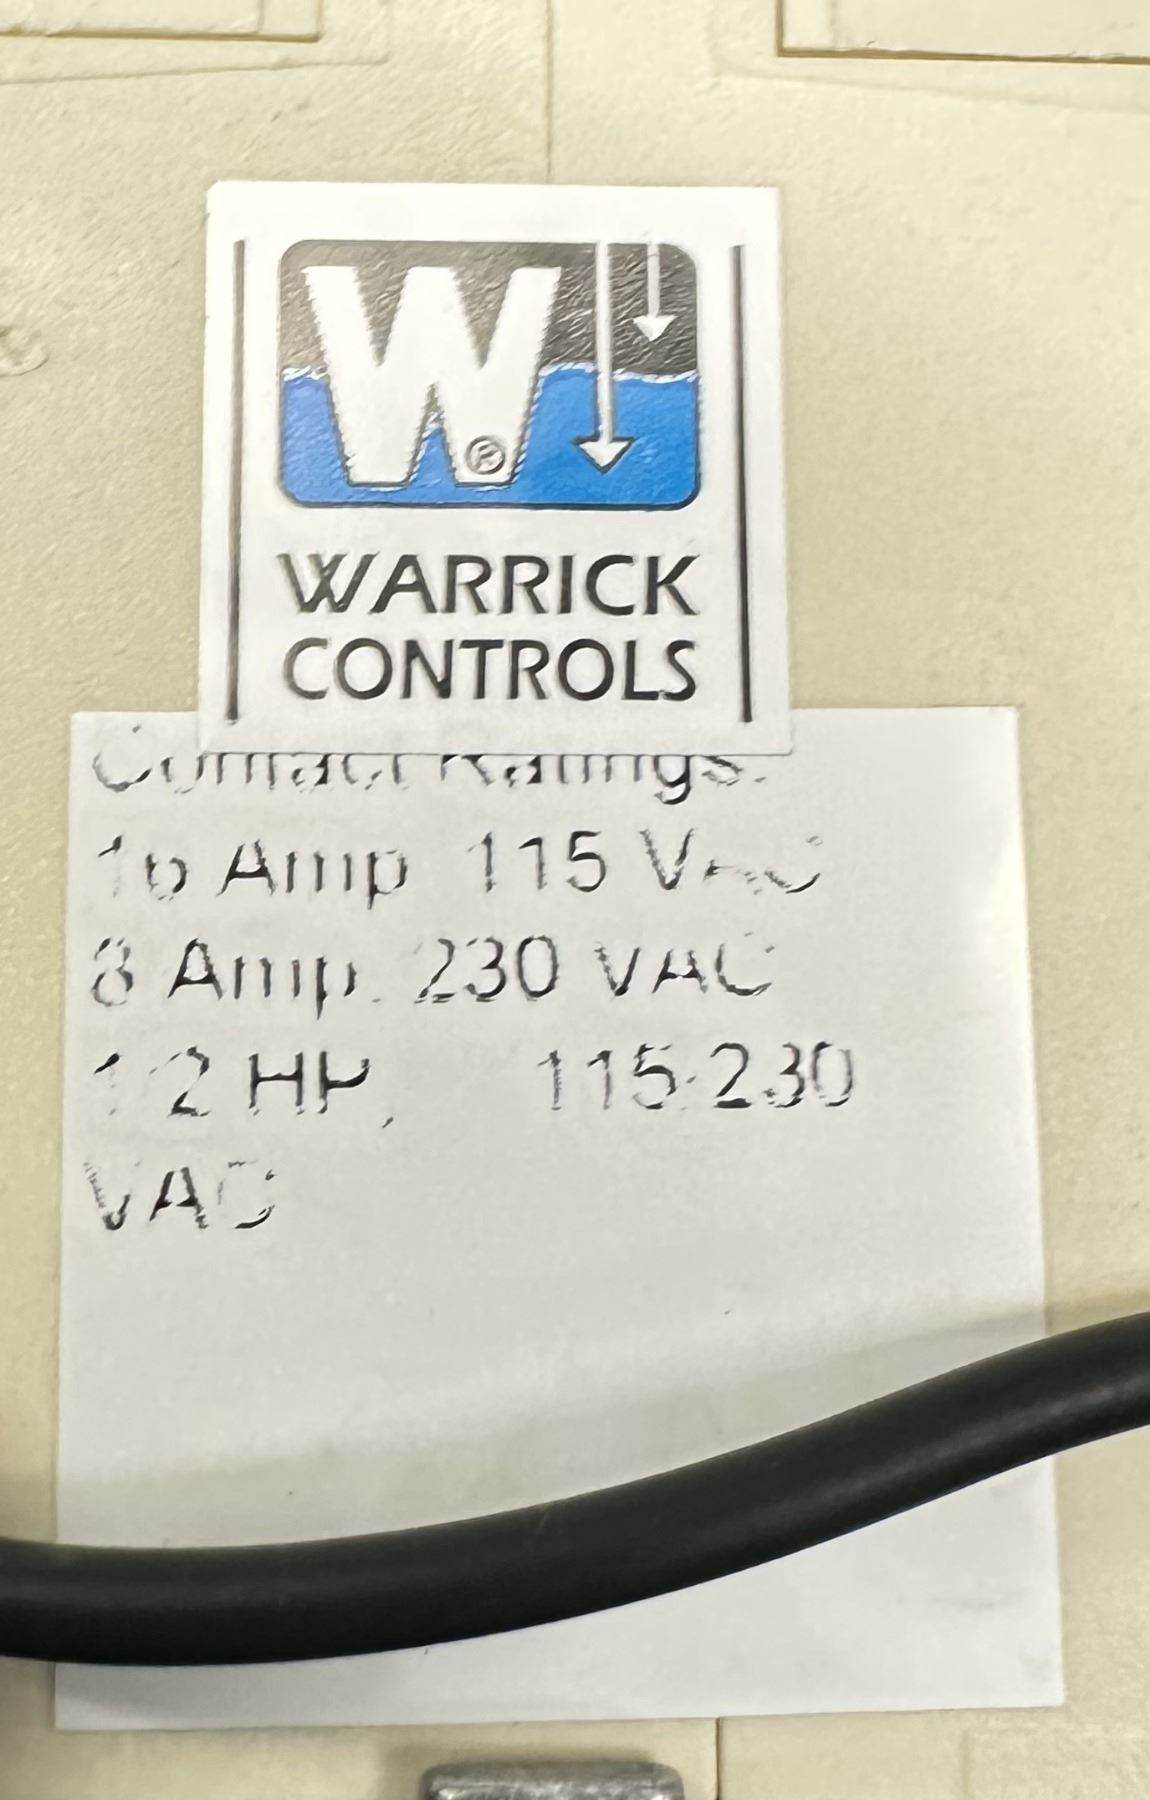 W®
WARRICK
CONTROLS
Contact Ratings:
16 Amp 115 VAC
8 Amp. 230 VAC
1/2 HP, 115/230
VAC